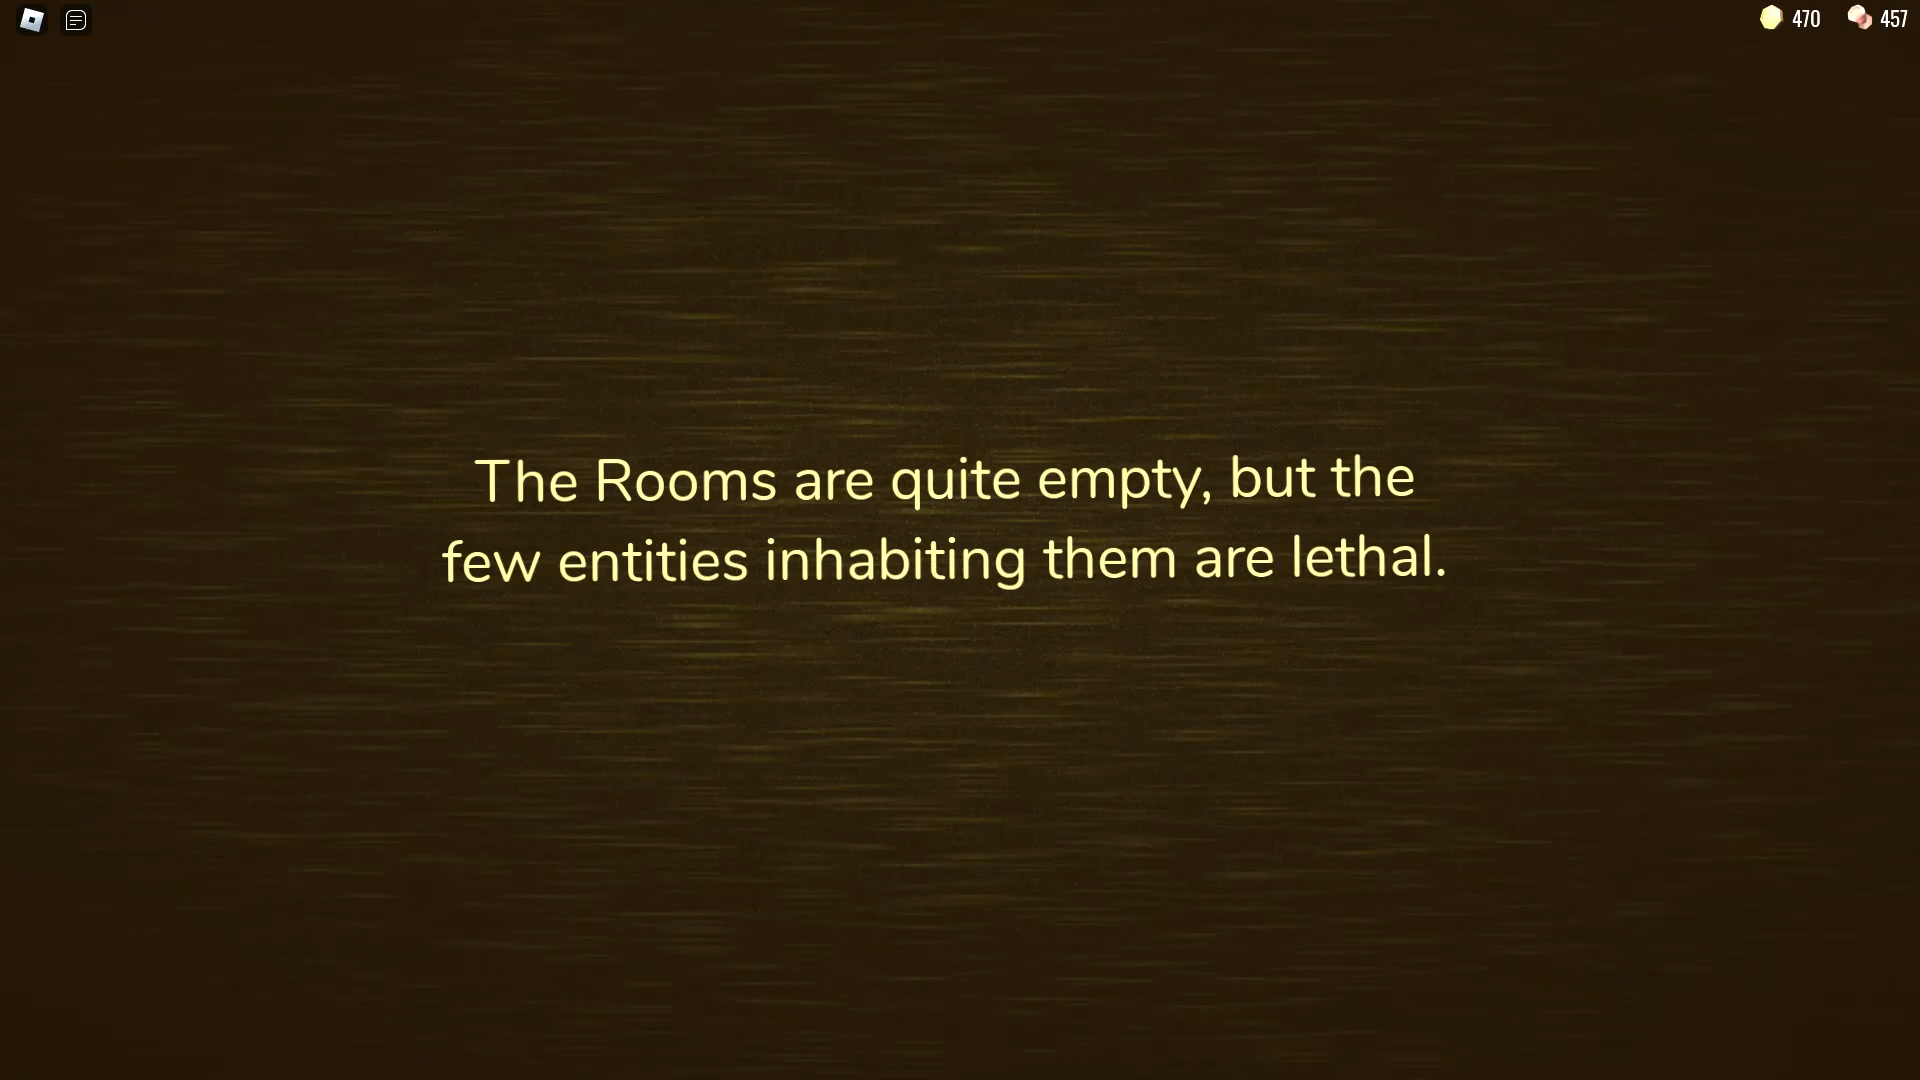 470 457
The Rooms are quite empty, but the
few entities inhabiting them are lethal.